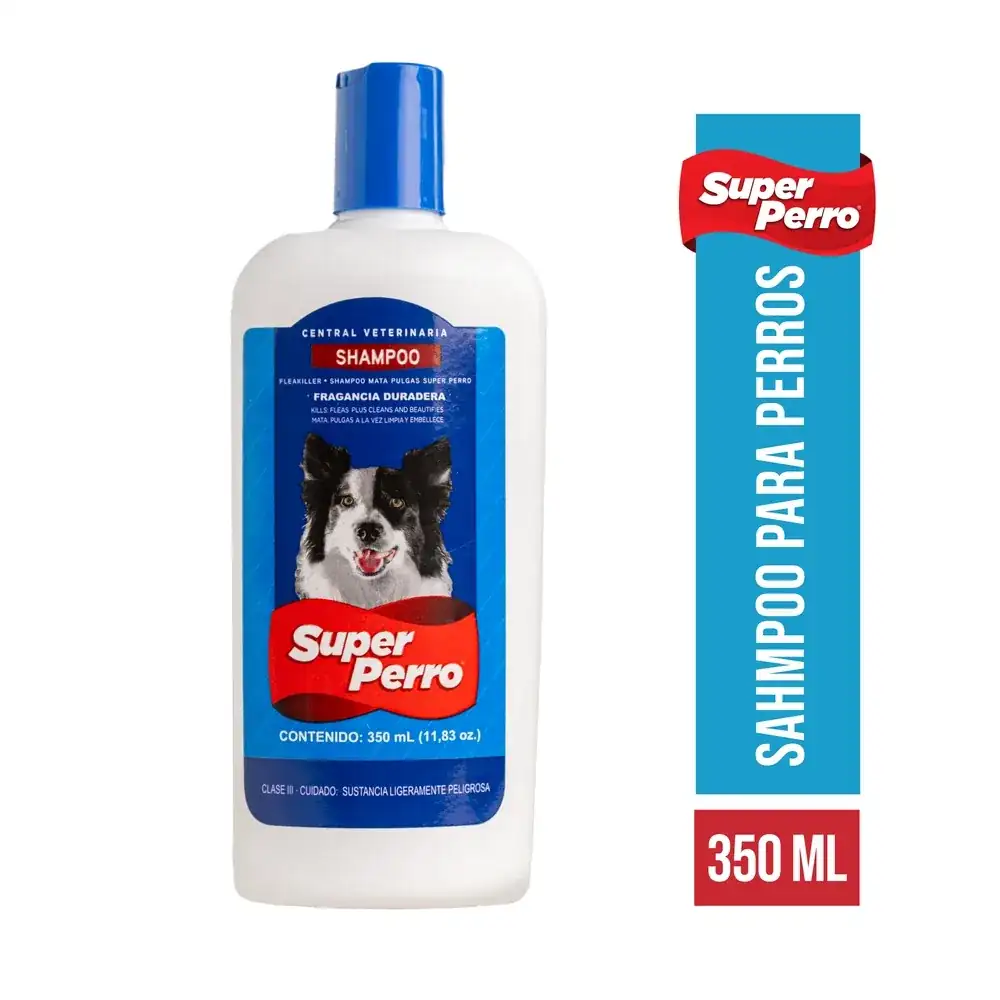 CENTRAL VETERINARIA
SHAMPOO
FLEAKILLER • SHAMPOO MATA PULGAS SUPER PERRO
FRAGANCIA DURADERA
KILLS: FLEAS PLUS CLEANS AND BEAUTIFIES
MATA: PULGAS A LA VEZ LIMPIA Y EMBELLECE
Super
Perro
CONTENIDO: 350 mL (11,83 oz.)
CLASE III - CUIDADO: SUSTANCIA LIGERAMENTE PELIGROSA
Super
Perro
SAHMPOO PARA PERROS
350 ML